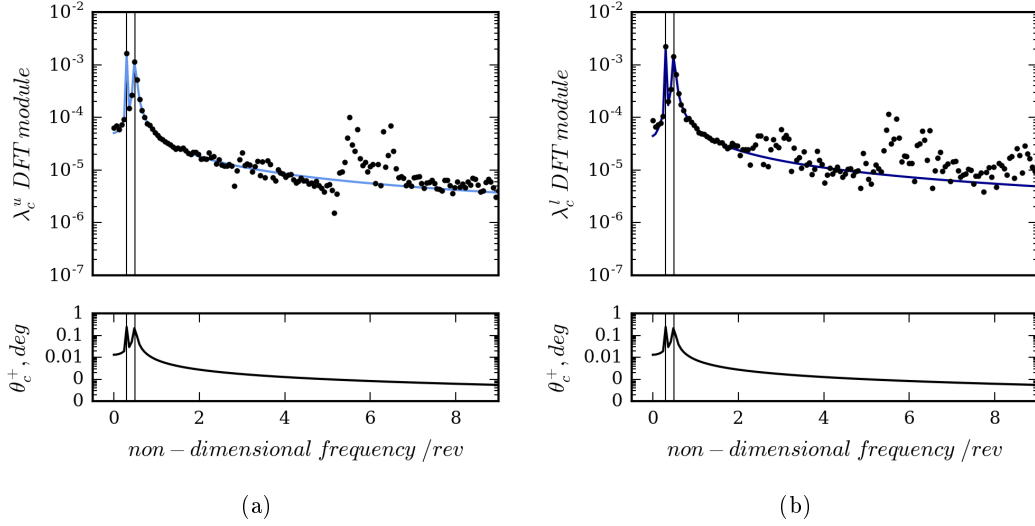 10^-2
10^-3
10^-4
10^-5
10^-6
10^-7
λ_c^u DFT module
1
0.1
0.01
0
0
θ_c^+ , deg
0 2 4 6 8
non − dimensional frequency /rev
(a)
10^-2
10^-3
10^-4
10^-5
10^-6
10^-7
λ_c^l DFT module
1
0.1
0.01
0
0
θ_c^+ , deg
0 2 4 6 8
non − dimensional frequency /rev
(b)